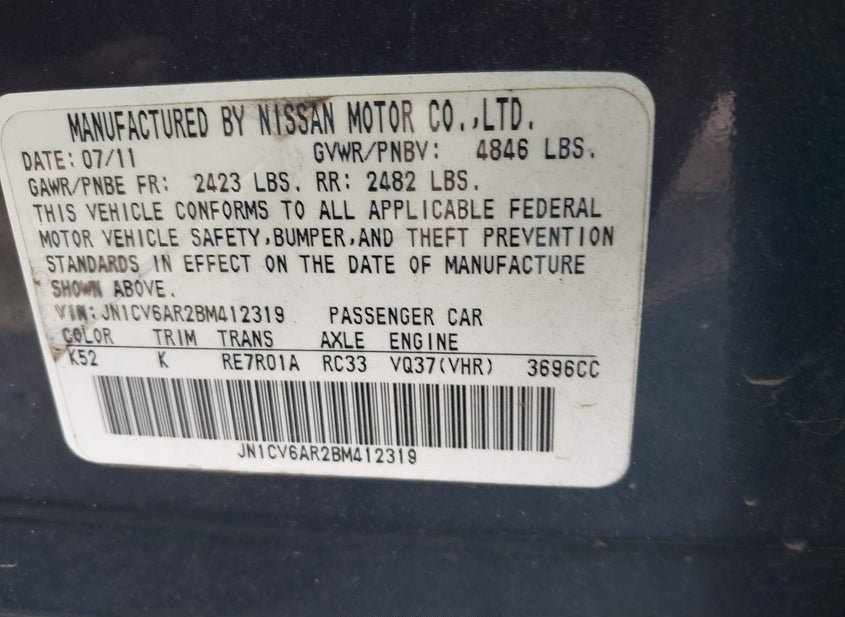 MANUFACTURED BY NISSAN MOTOR CO.,LTD.
DATE: 07/11 GVWR/PNBV: 4846 LBS.
GAWR/PNBE FR: 2423 LBS. RR: 2482 LBS.
THIS VEHICLE CONFORMS TO ALL APPLICABLE FEDERAL
MOTOR VEHICLE SAFETY,BUMPER,AND THEFT PREVENTION
STANDARDS IN EFFECT ON THE DATE OF MANUFACTURE
SHOWN ABOVE.
VIN: JN1CV6AR2BM412319 PASSENGER CAR
COLOR TRIM TRANS AXLE ENGINE
K52 K RE7R01A RC33 VQ37(VHR) 3696CC
JN1CV6AR2BM412319